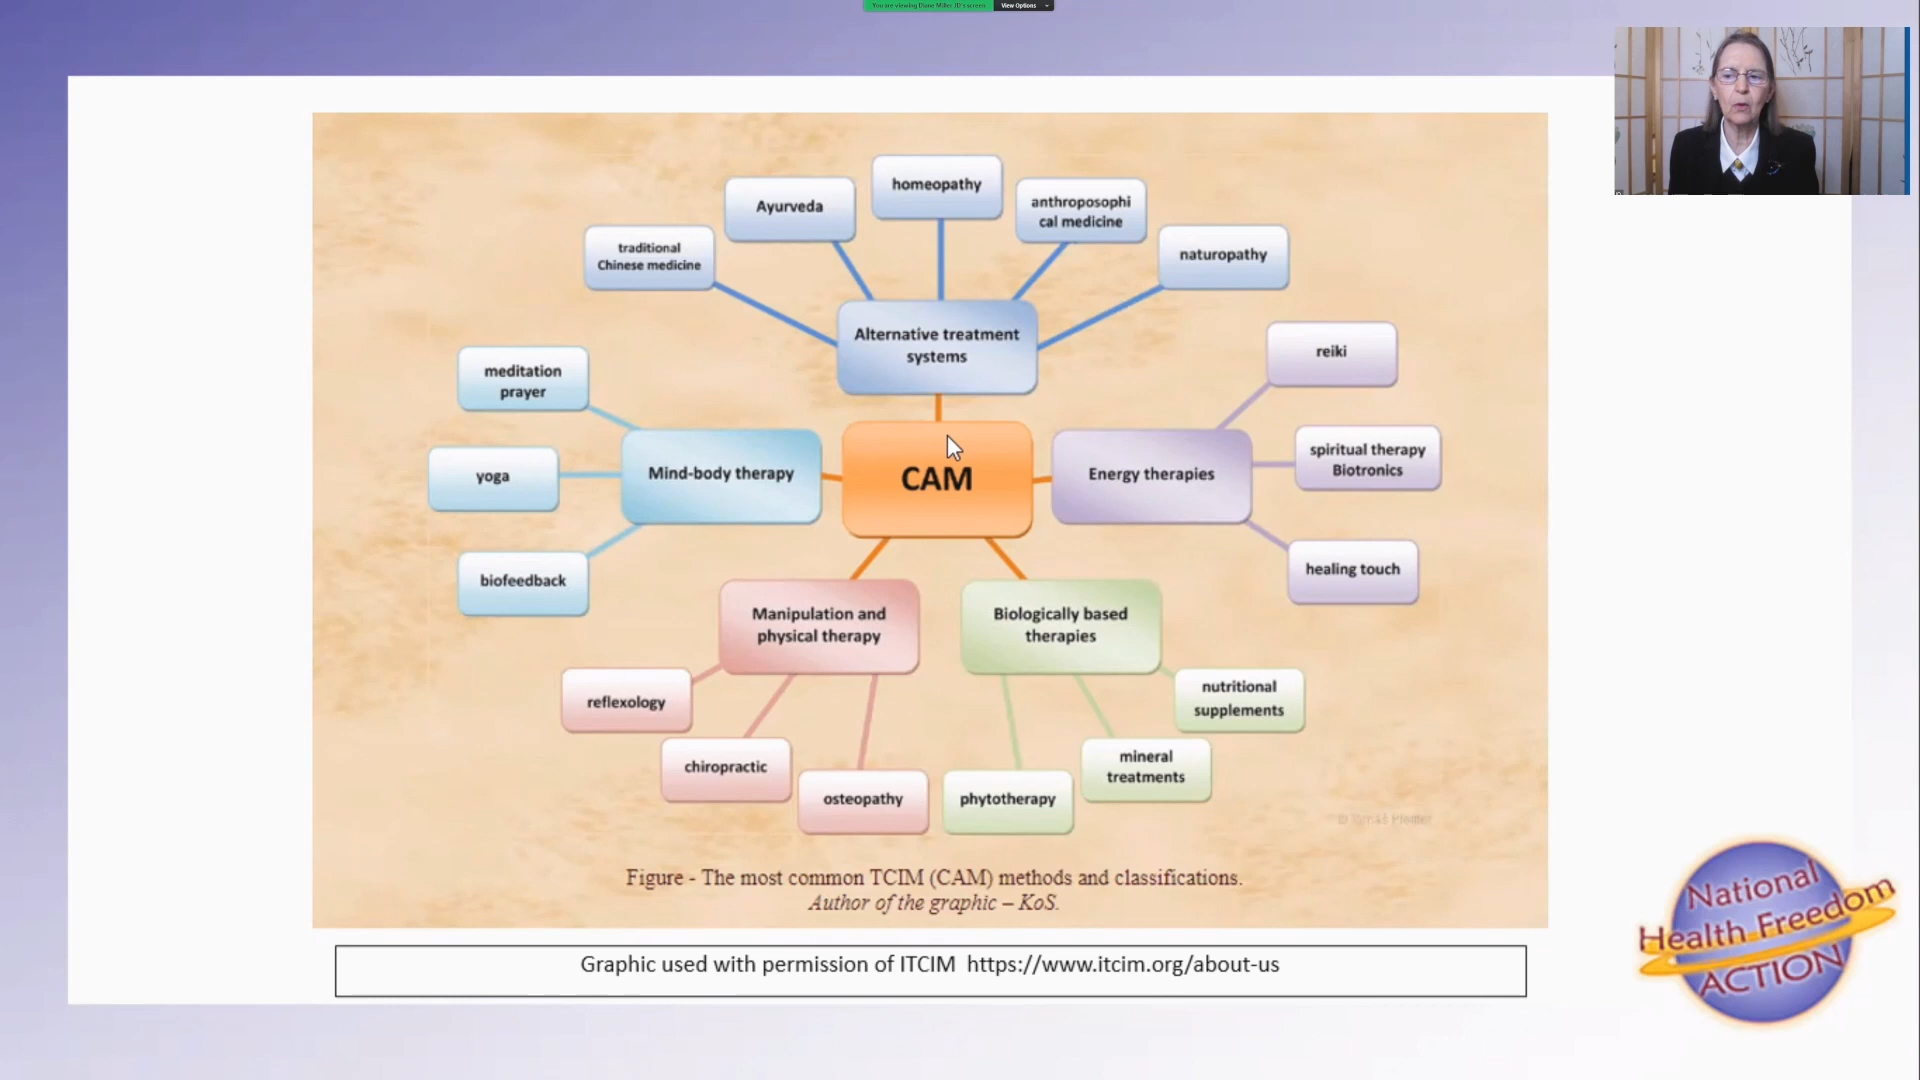 You are viewing Diane Miller JD's screen
View Options
homeopathy
Ayurveda
anthroposophi
cal medicine
traditional
Chinese medicine
naturopathy
Alternative treatment
systems
reiki
meditation
prayer
spiritual therapy
Biotronics
yoga
Mind-body therapy
CAM
Energy therapies
healing touch
biofeedback
Manipulation and
physical therapy
Biologically based
therapies
reflexology
nutritional
supplements
chiropractic
mineral
treatments
osteopathy
phytotherapy
Figure - The most common TCIM (CAM) methods and classifications.
Author of the graphic – KoS.
Graphic used with permission of ITCIM https://www.itcim.org/about-us
National
Health Freedom
ACTION